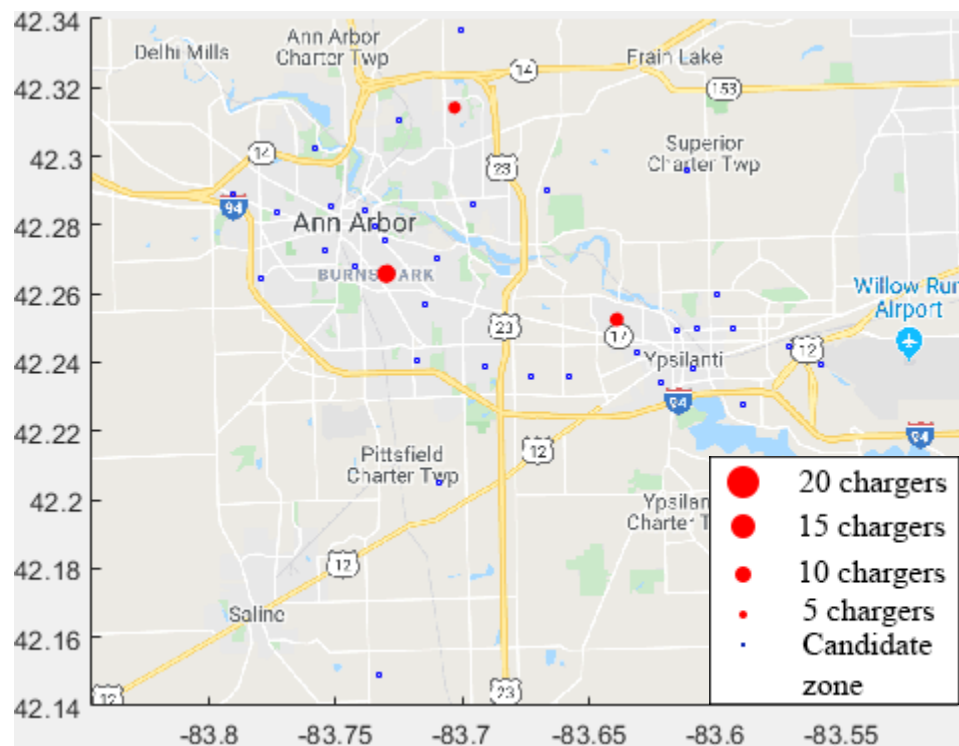 42.34
42.32
42.3
42.28
42.26
42.24
42.22
42.2
42.18
42.16
42.14
-83.8
-83.75
-83.7
-83.65
-83.6
-83.55
Delhi Mills
Ann Arbor
Charter Twp
Frain Lake
14
153
14
23
Superior
Charter Twp
94
Ann Arbor
BURNS PARK
Willow Run
Airport
23
17
12
Ypsilanti
94
94
12
Pittsfield
Charter Twp
Ypsilan
Charter T
12
Saline
12
23
20 chargers
15 chargers
10 chargers
5 chargers
Candidate
zone